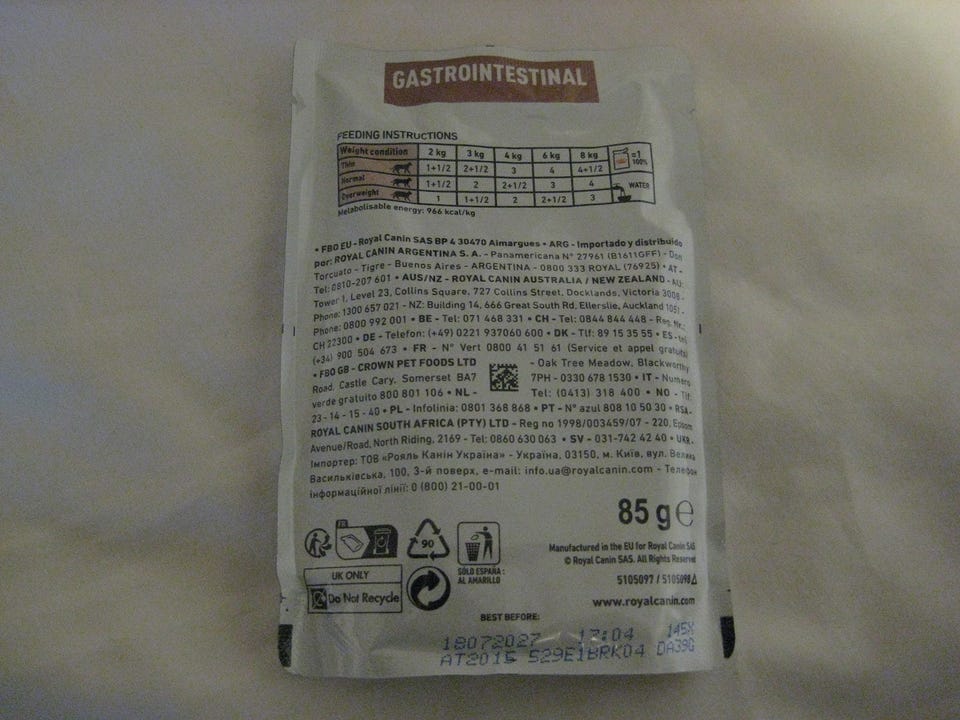 GASTROINTESTINAL
FEEDING INSTRUCTIONS
Weight condition 2 kg 3 kg 4 kg 6 kg 8 kg =1 100%
Thin 1+1/2 2+1/2 3 4 4+1/2
Normal 1+1/2 2 2+1/2 3 4 WATER
Overweight 1 1+1/2 2 2+1/2 3
Metabolisable energy: 966 kcal/kg
• FBO EU - Royal Canin SAS BP 4 30470 Aimargues • ARG - Importado y distribuido
por: ROYAL CANIN ARGENTINA S. A. - Panamericana N° 27961 (B1611GFF) - Don
Torcuato - Tigre - Buenos Aires - ARGENTINA - 0800 333 ROYAL (76925) • AT -
Tel: 0810-207 601 • AUS/NZ - ROYAL CANIN AUSTRALIA / NEW ZEALAND - AU:
Tower 1, Level 23, Collins Square, 727 Collins Street, Docklands, Victoria 3008 -
Phone: 1300 657 021 - NZ: Building 14, 666 Great South Rd, Ellerslie, Auckland 1051 -
Phone: 0800 992 001 • BE - Tel: 071 468 331 • CH - Tel: 0844 844 448 - Reg. Nr.:
CH 22300 • DE - Telefon: (+49) 0221 937060 600 • DK - Tlf: 89 15 35 55 • ES - tel.
(+34) 900 504 673 • FR - N° Vert 0800 41 51 61 (Service et appel gratuits)
• FBO GB - CROWN PET FOODS LTD - Oak Tree Meadow, Blackworthy
Road, Castle Cary, Somerset BA7 7PH - 0330 678 1530 • IT - Numero
verde gratuito 800 801 106 • NL - Tel: (0413) 318 400 • NO - Tlf:
23 - 14 - 15 - 40 • PL - Infolinia: 0801 368 868 • PT - N° azul 808 10 50 30 • RSA -
ROYAL CANIN SOUTH AFRICA (PTY) LTD - Reg no 1998/003459/07 - 220, Epsom
Avenue/Road, North Riding, 2169 - Tel: 0860 630 063 • SV - 031-742 42 40 • UKR -
Імпортер: ТОВ «Рояль Канін Україна» - Україна, 03150, м. Київ, вул. Велика
Васильківська, 100, 3-й поверх, e-mail: info.ua@royalcanin.com - Телефон
інформаційної лінії: 0 (800) 21-00-01
85 g e
FR
90
SÓLO ESPAÑA :
AL AMARILLO
Manufactured in the EU for Royal Canin SAS
© Royal Canin SAS. All Rights Reserved
UK ONLY
Do Not Recycle
5105097 / 5105098
www.royalcanin.com
BEST BEFORE:
18072027 17:04 145X
AT2015 529E1BRK04 DA39G